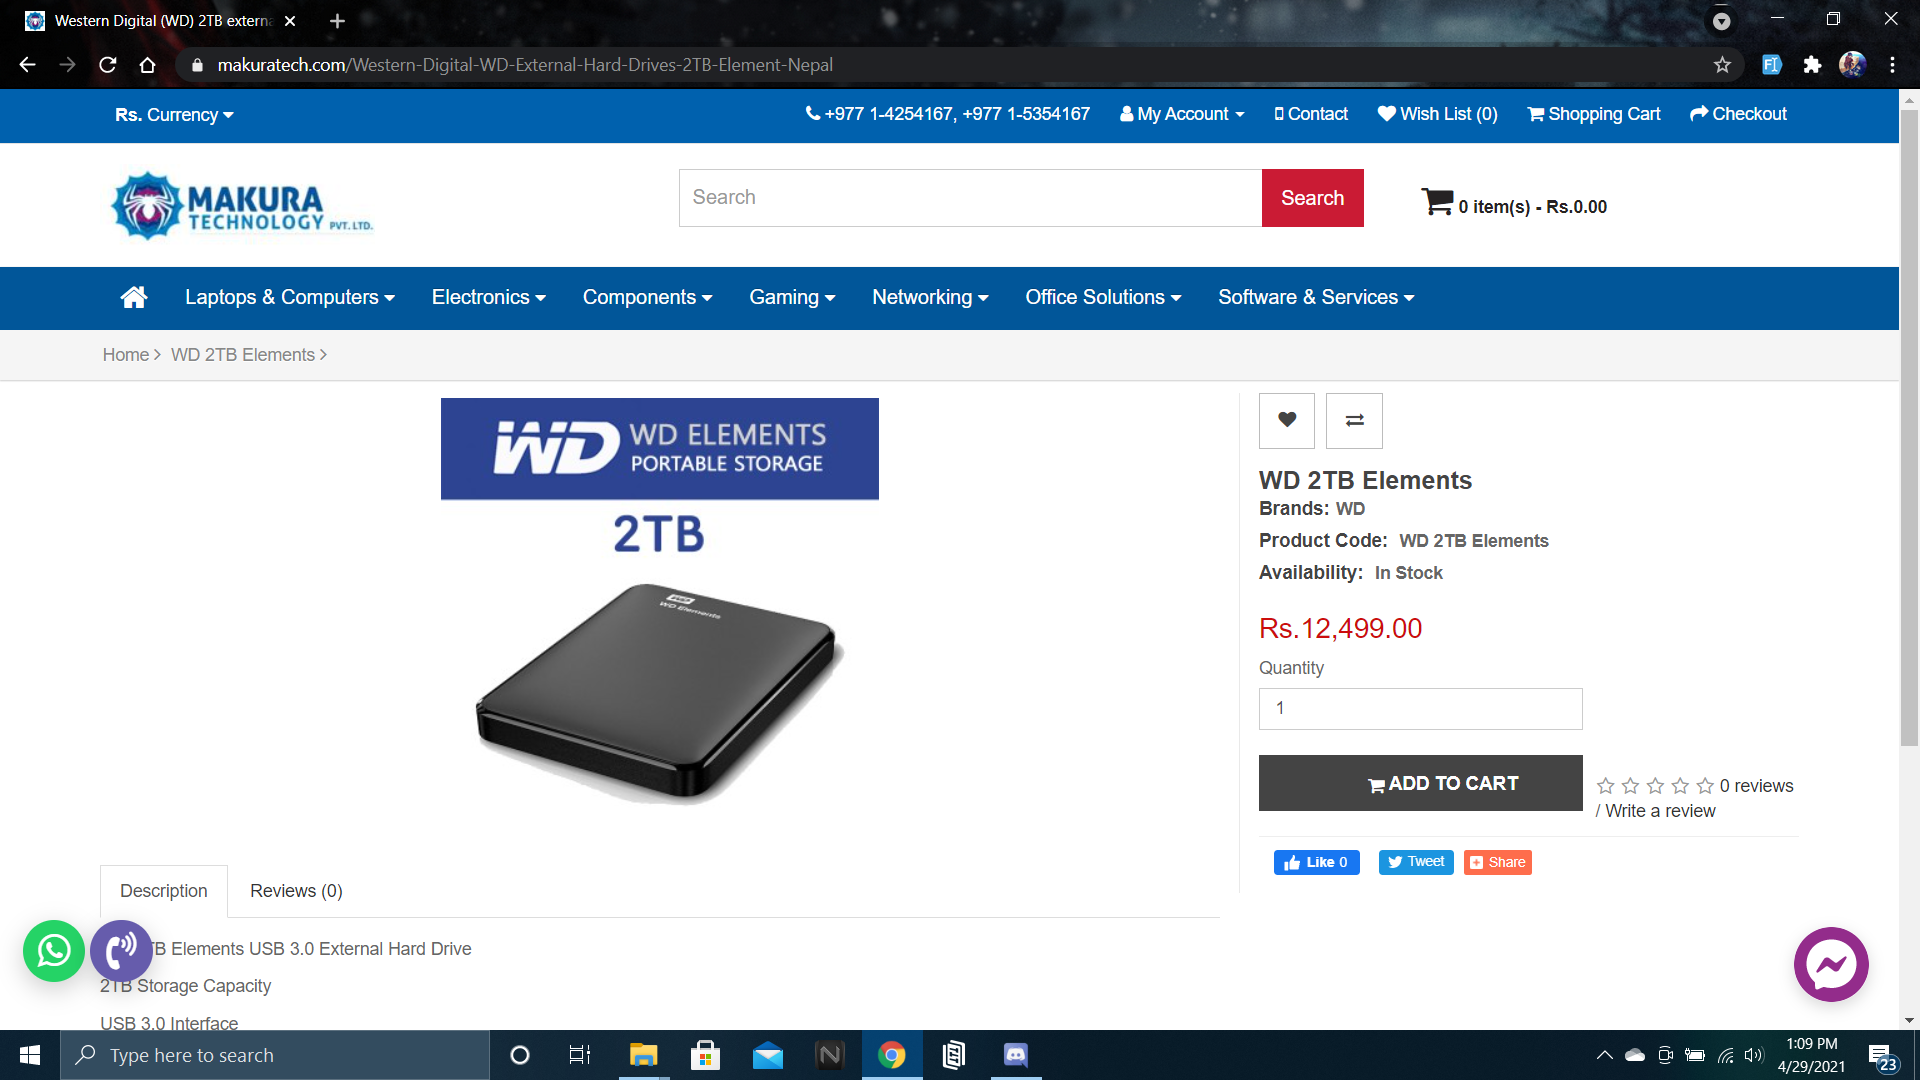 Western Digital (WD) 2TB extern
makuratech.com/Western-Digital-WD-External-Hard-Drives-2TB-Element-Nepal
Rs. Currency
+977 1-4254167, +977 1-5354167
My Account
Contact
Wish List (0)
Shopping Cart
Checkout
MAKURA
TECHNOLOGY PVT. LTD.
Search
Search
0 item(s) - Rs.0.00
Laptops & Computers
Electronics
Components
Gaming
Networking
Office Solutions
Software & Services
Home
WD 2TB Elements
WD
WD ELEMENTS
PORTABLE STORAGE
2TB
WD Elements
WD 2TB Elements
Brands: WD
Product Code: WD 2TB Elements
Availability: In Stock
Rs.12,499.00
Quantity
1
ADD TO CART
0 reviews
/ Write a review
Like 0
Tweet
Share
Description
Reviews (0)
TB Elements USB 3.0 External Hard Drive
2TB Storage Capacity
USB 3.0 Interface
Type here to search
1:09 PM
4/29/2021
23